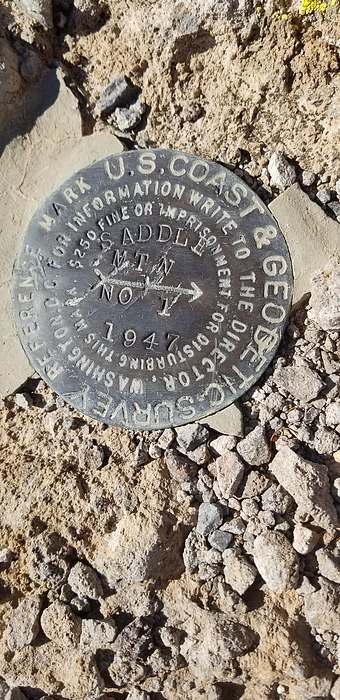 U.S. COAST & GEODETIC SURVEY REFERENCE MARK
FOR INFORMATION WRITE TO THE DIRECTOR, WASHINGTON, D.C.
$250 FINE OR IMPRISONMENT FOR DISTURBING THIS MARK.
SADDLE
MTN
NO 1
1947